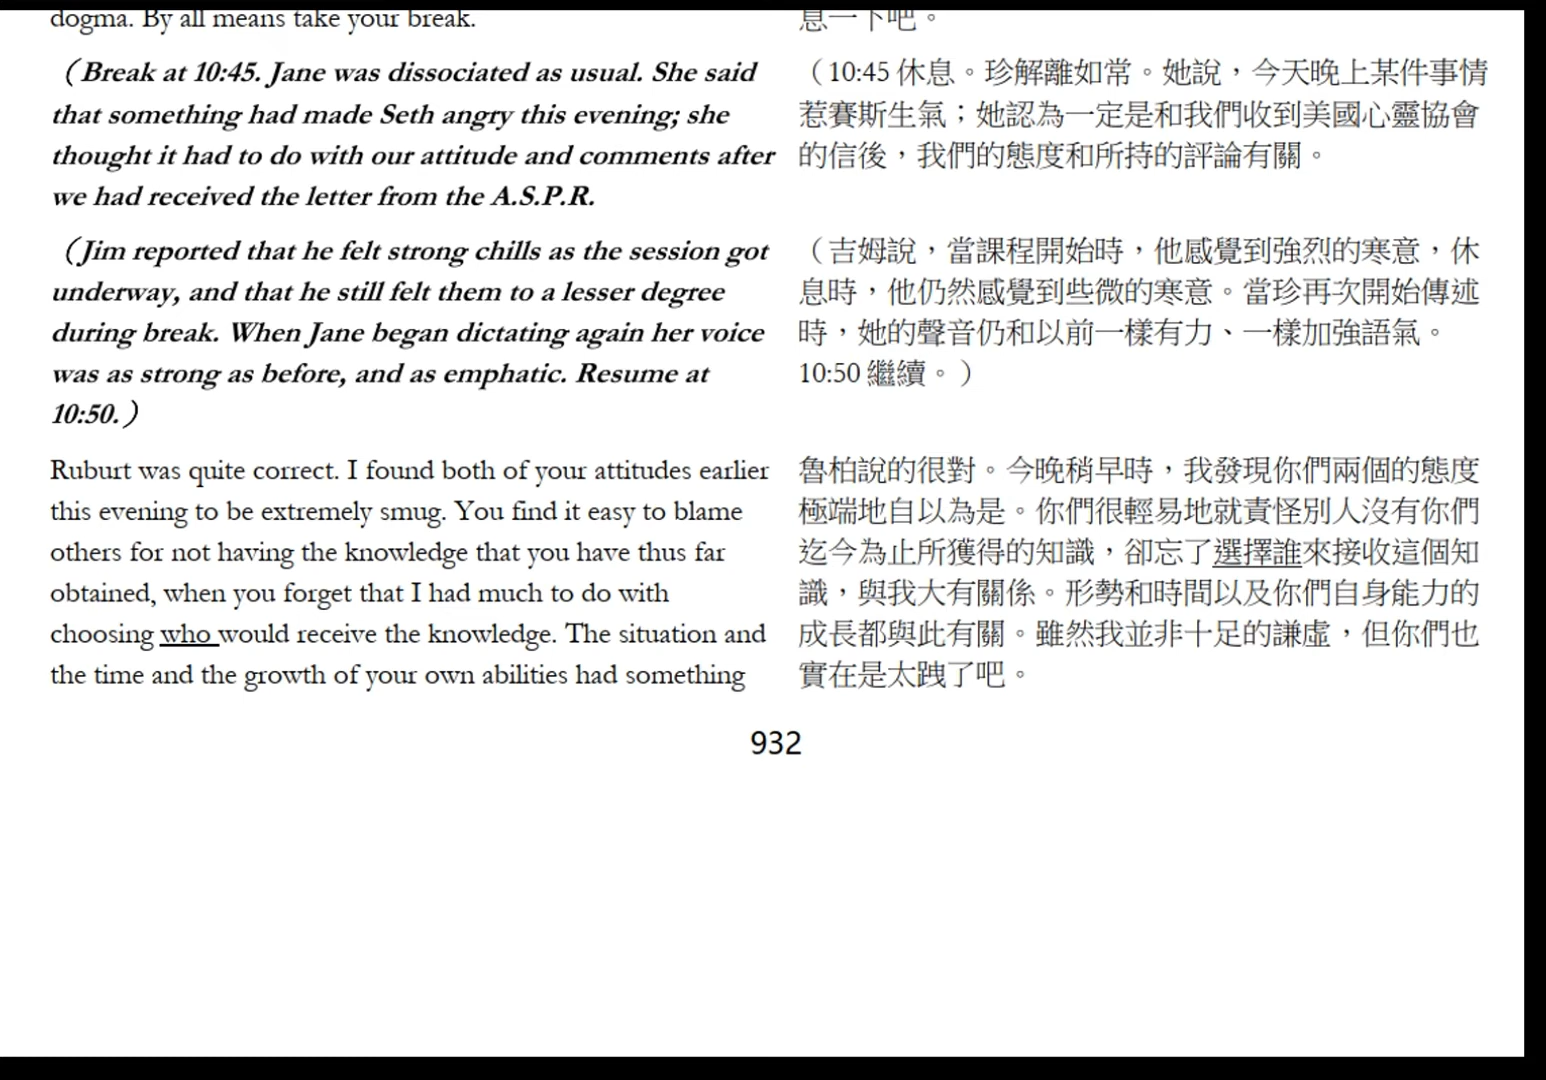 dogma. By all means take your break.
息一下吧。
（Break at 10:45. Jane was dissociated as usual. She said
that something had made Seth angry this evening; she
thought it had to do with our attitude and comments after
we had received the letter from the A.S.P.R.
（10:45 休息。珍解離如常。她說，今天晚上某件事情
惹賽斯生氣；她認為一定是和我們收到美國心靈協會
的信後，我們的態度和所持的評論有關。
（Jim reported that he felt strong chills as the session got
underway, and that he still felt them to a lesser degree
during break. When Jane began dictating again her voice
was as strong as before, and as emphatic. Resume at
10:50.）
（吉姆說，當課程開始時，他感覺到強烈的寒意，休
息時，他仍然感覺到些微的寒意。當珍再次開始傳述
時，她的聲音仍和以前一樣有力、一樣加強語氣。
10:50 繼續。）
Ruburt was quite correct. I found both of your attitudes earlier
this evening to be extremely smug. You find it easy to blame
others for not having the knowledge that you have thus far
obtained, when you forget that I had much to do with
choosing who would receive the knowledge. The situation and
the time and the growth of your own abilities had something
魯柏說的很對。今晚稍早時，我發現你們兩個的態度
極端地自以為是。你們很輕易地就責怪別人沒有你們
迄今為止所獲得的知識，卻忘了選擇誰來接收這個知
識，與我大有關係。形勢和時間以及你們自身能力的
成長都與此有關。雖然我並非十足的謙虛，但你們也
實在是太跩了吧。
932